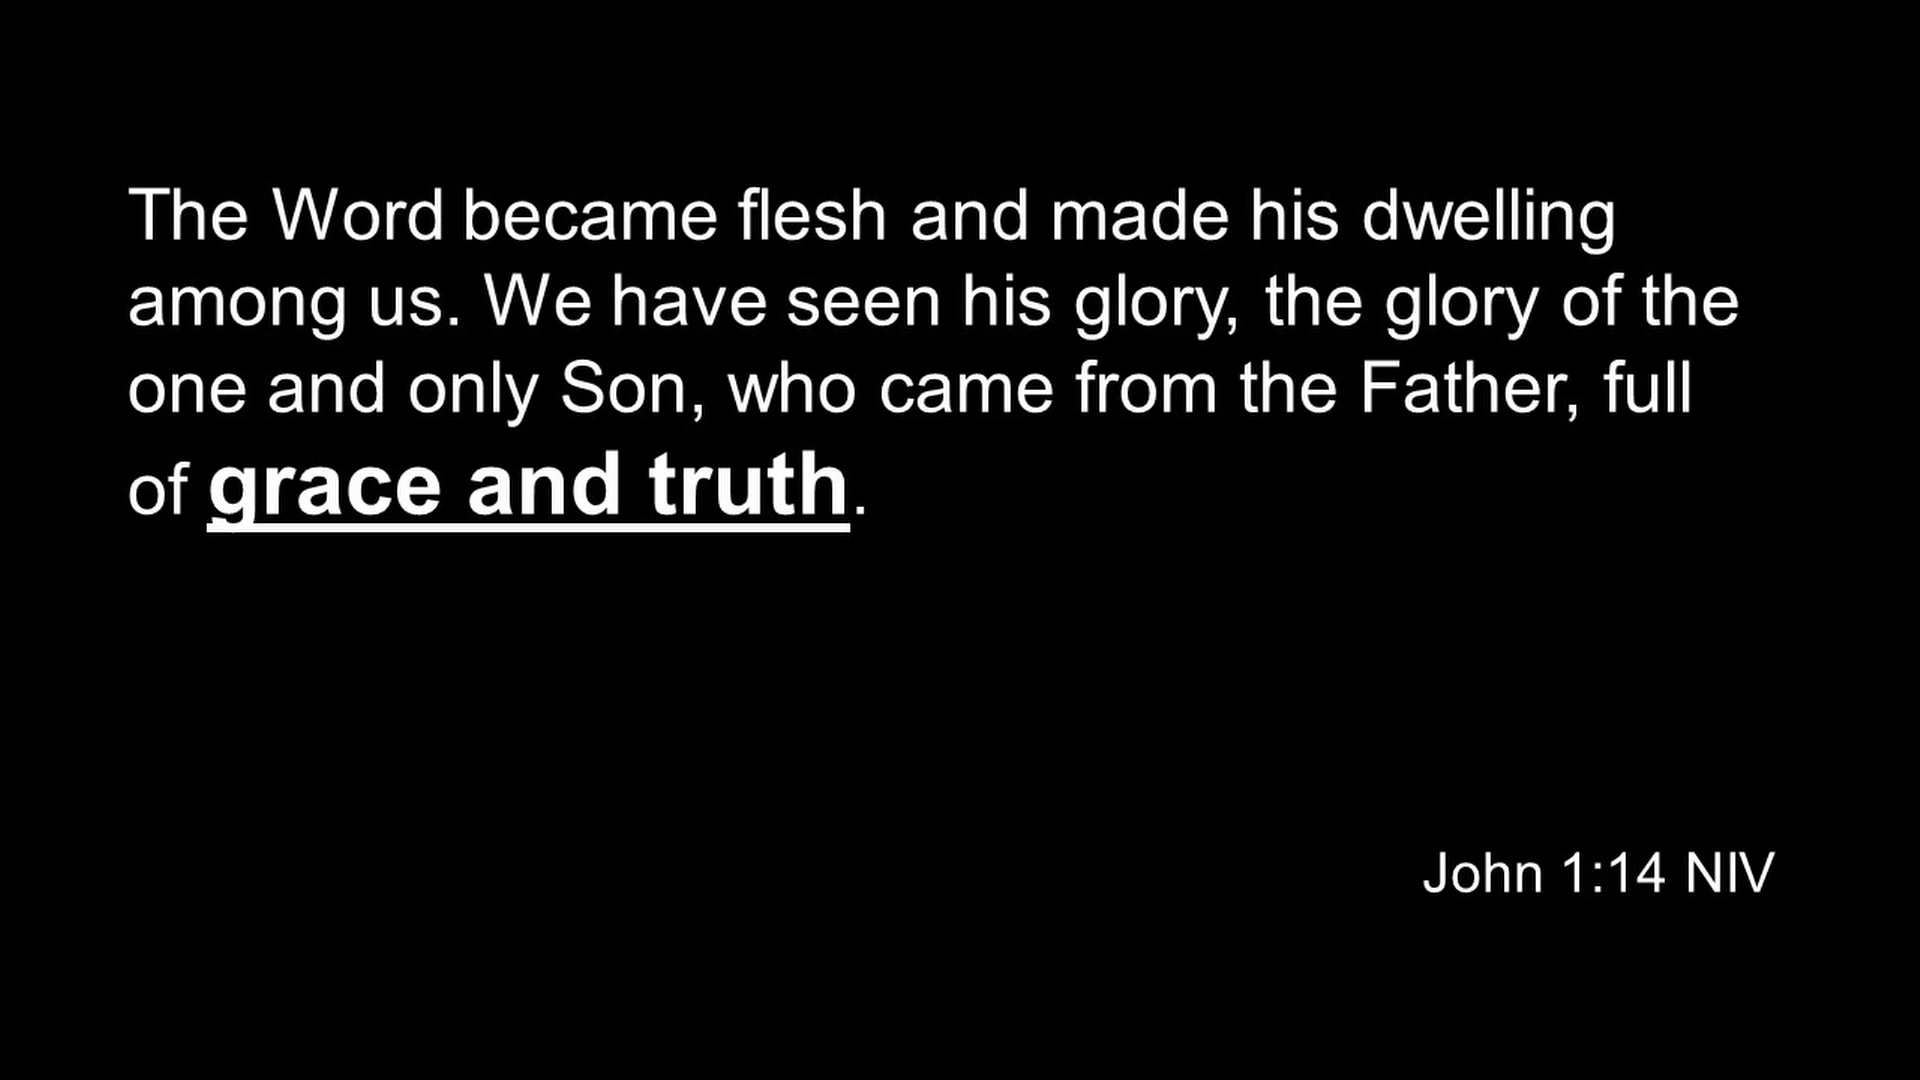 The Word became flesh and made his dwelling
among us. We have seen his glory, the glory of the
one and only Son, who came from the Father, full
of grace and truth.
John 1:14 NIV